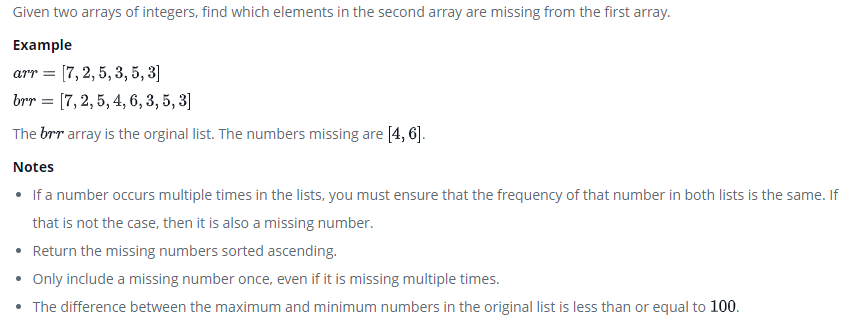 Given two arrays of integers, find which elements in the second array are missing from the first array.
Example
arr = [7, 2, 5, 3, 5, 3]
brr = [7, 2, 5, 4, 6, 3, 5, 3]
The brr array is the orginal list. The numbers missing are [4, 6].
Notes
• If a number occurs multiple times in the lists, you must ensure that the frequency of that number in both lists is the same. If
that is not the case, then it is also a missing number.
• Return the missing numbers sorted ascending.
• Only include a missing number once, even if it is missing multiple times.
• The difference between the maximum and minimum numbers in the original list is less than or equal to 100.